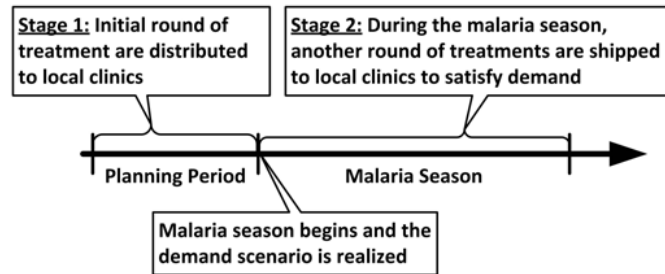 Stage 1: Initial round of
treatment are distributed
to local clinics
Stage 2: During the malaria season,
another round of treatments are shipped
to local clinics to satisfy demand
Planning Period
Malaria Season
Malaria season begins and the
demand scenario is realized